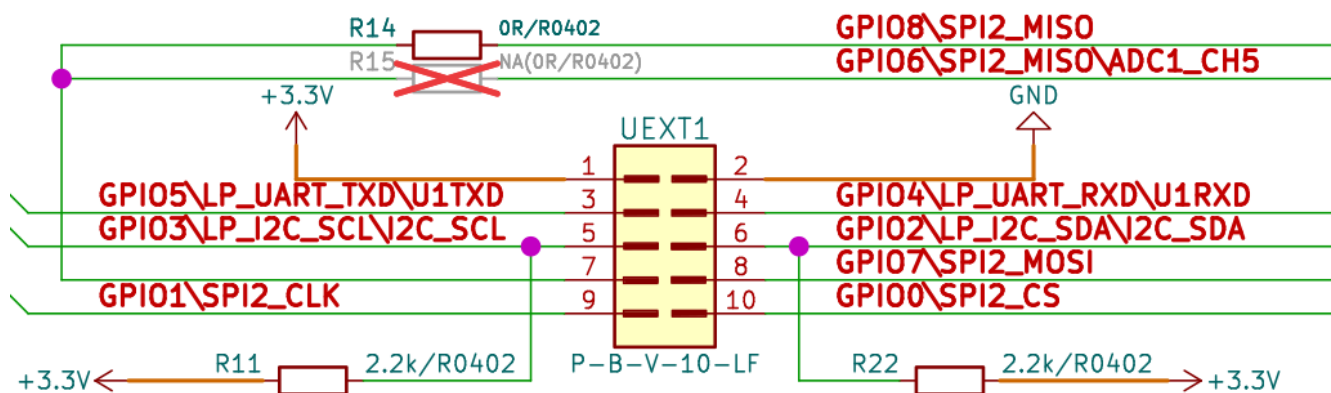 R14 0R/R0402 GPIO8\SPI2_MISO
R15 NA(0R/R0402) GPIO6\SPI2_MISO\ADC1_CH5
+3.3V GND
UEXT1
1 2
GPIO5\LP_UART_TXD\U1TXD 3 4 GPIO4\LP_UART_RXD\U1RXD
GPIO3\LP_I2C_SCL\I2C_SCL 5 6 GPIO2\LP_I2C_SDA\I2C_SDA
7 8 GPIO7\SPI2_MOSI
GPIO1\SPI2_CLK 9 10 GPIO0\SPI2_CS
R11 2.2k/R0402 P-B-V-10-LF R22 2.2k/R0402
+3.3V +3.3V